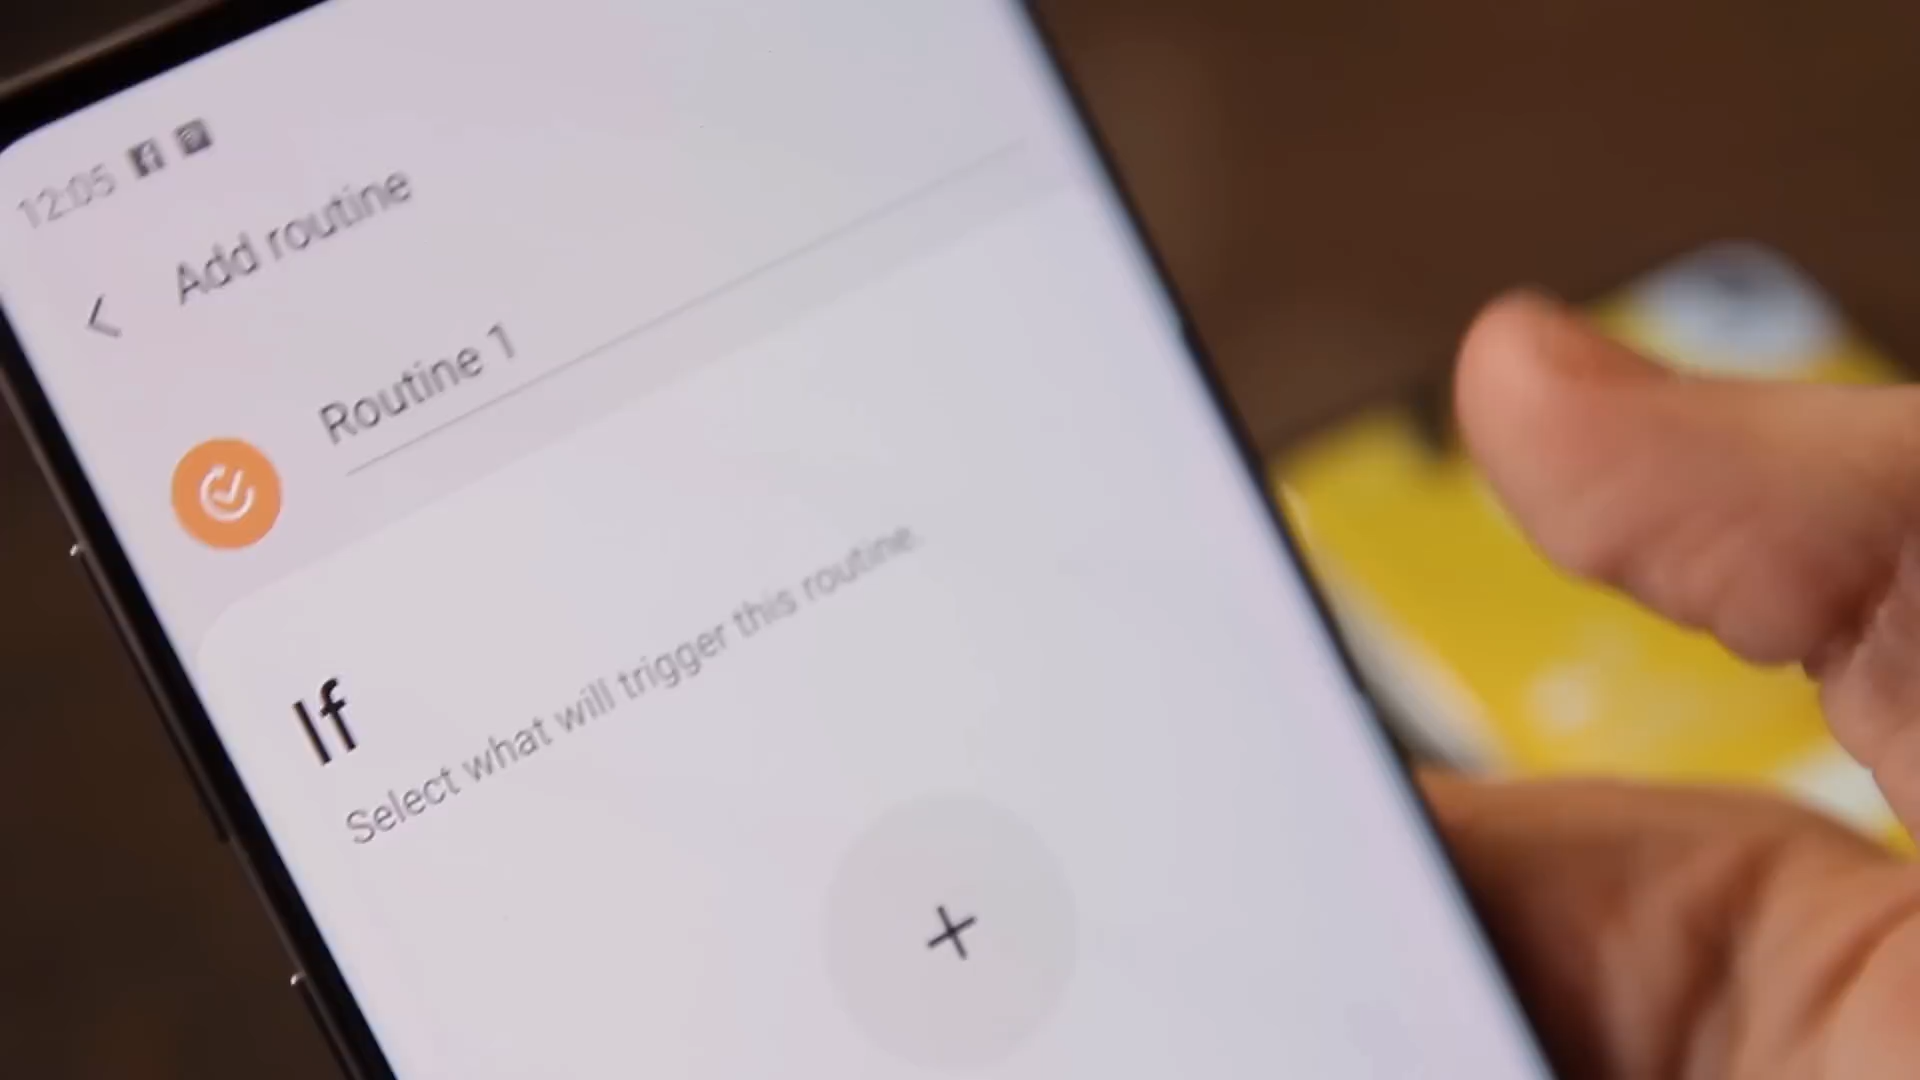 12:05
Add routine
Routine 1
If
Select what will trigger this routine.